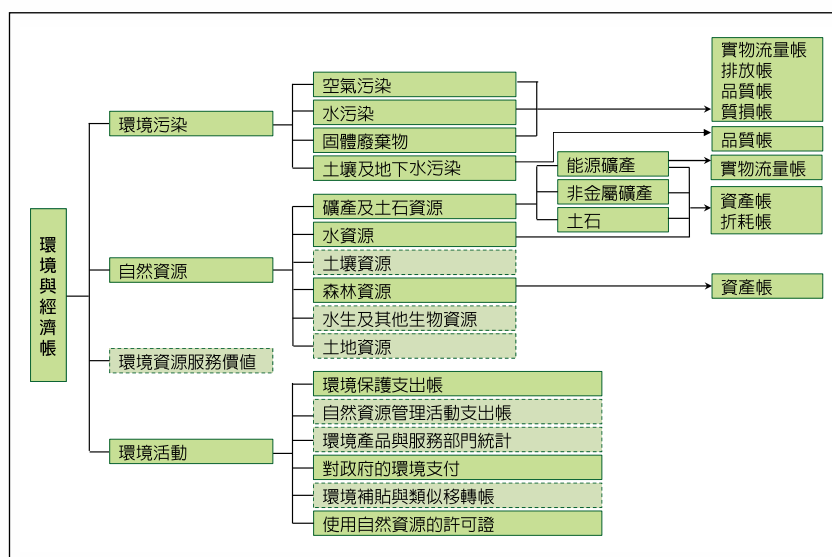 環境與經濟帳
環境污染
空氣污染
水污染
固體廢棄物
土壤及地下水污染
實物流量帳
排放帳
品質帳
質損帳
品質帳
自然資源
礦產及土石資源
能源礦產
非金屬礦產
土石
實物流量帳
資產帳
折耗帳
水資源
土壤資源
森林資源
資產帳
水生及其他生物資源
土地資源
環境資源服務價值
環境活動
環境保護支出帳
自然資源管理活動支出帳
環境產品與服務部門統計
對政府的環境支付
環境補貼與類似移轉帳
使用自然資源的許可證